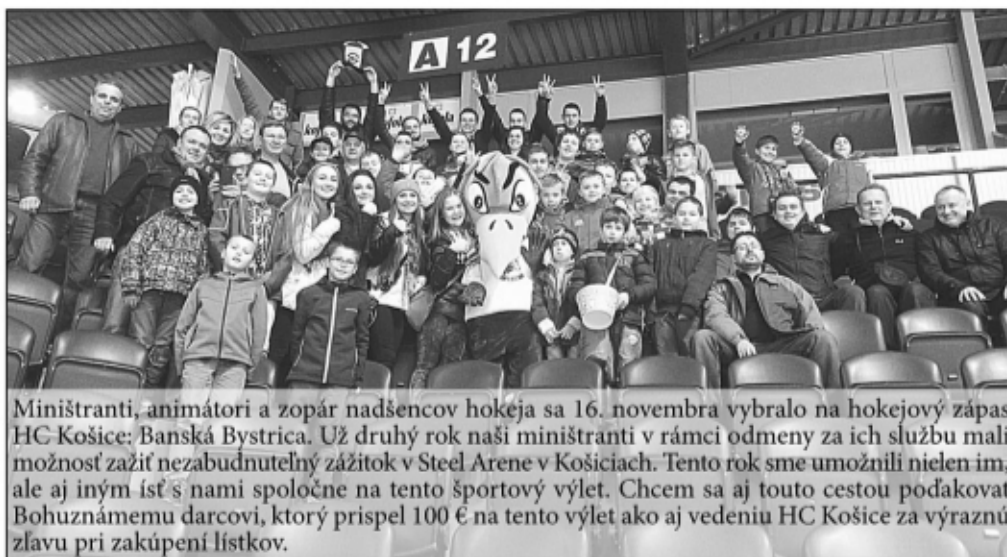 A 12
Miništranti, animátori a zopár nadšencov hokeja sa 16. novembra vybralo na hokejový zápas
HC Košice; Banská Bystrica. Už druhý rok naši miništranti v rámci odmeny za ich službu mali
možnosť zažiť nezabudnuteľný zážitok v Steel Arene v Košiciach. Tento rok sme umožnili nielen im,
ale aj iným ísť s nami spoločne na tento športový výlet. Chcem sa aj touto cestou poďakovať
Bohuznámemu darcovi, ktorý prispel 100 € na tento výlet ako aj vedeniu HC Košice za výraznú
zľavu pri zakúpení lístkov.